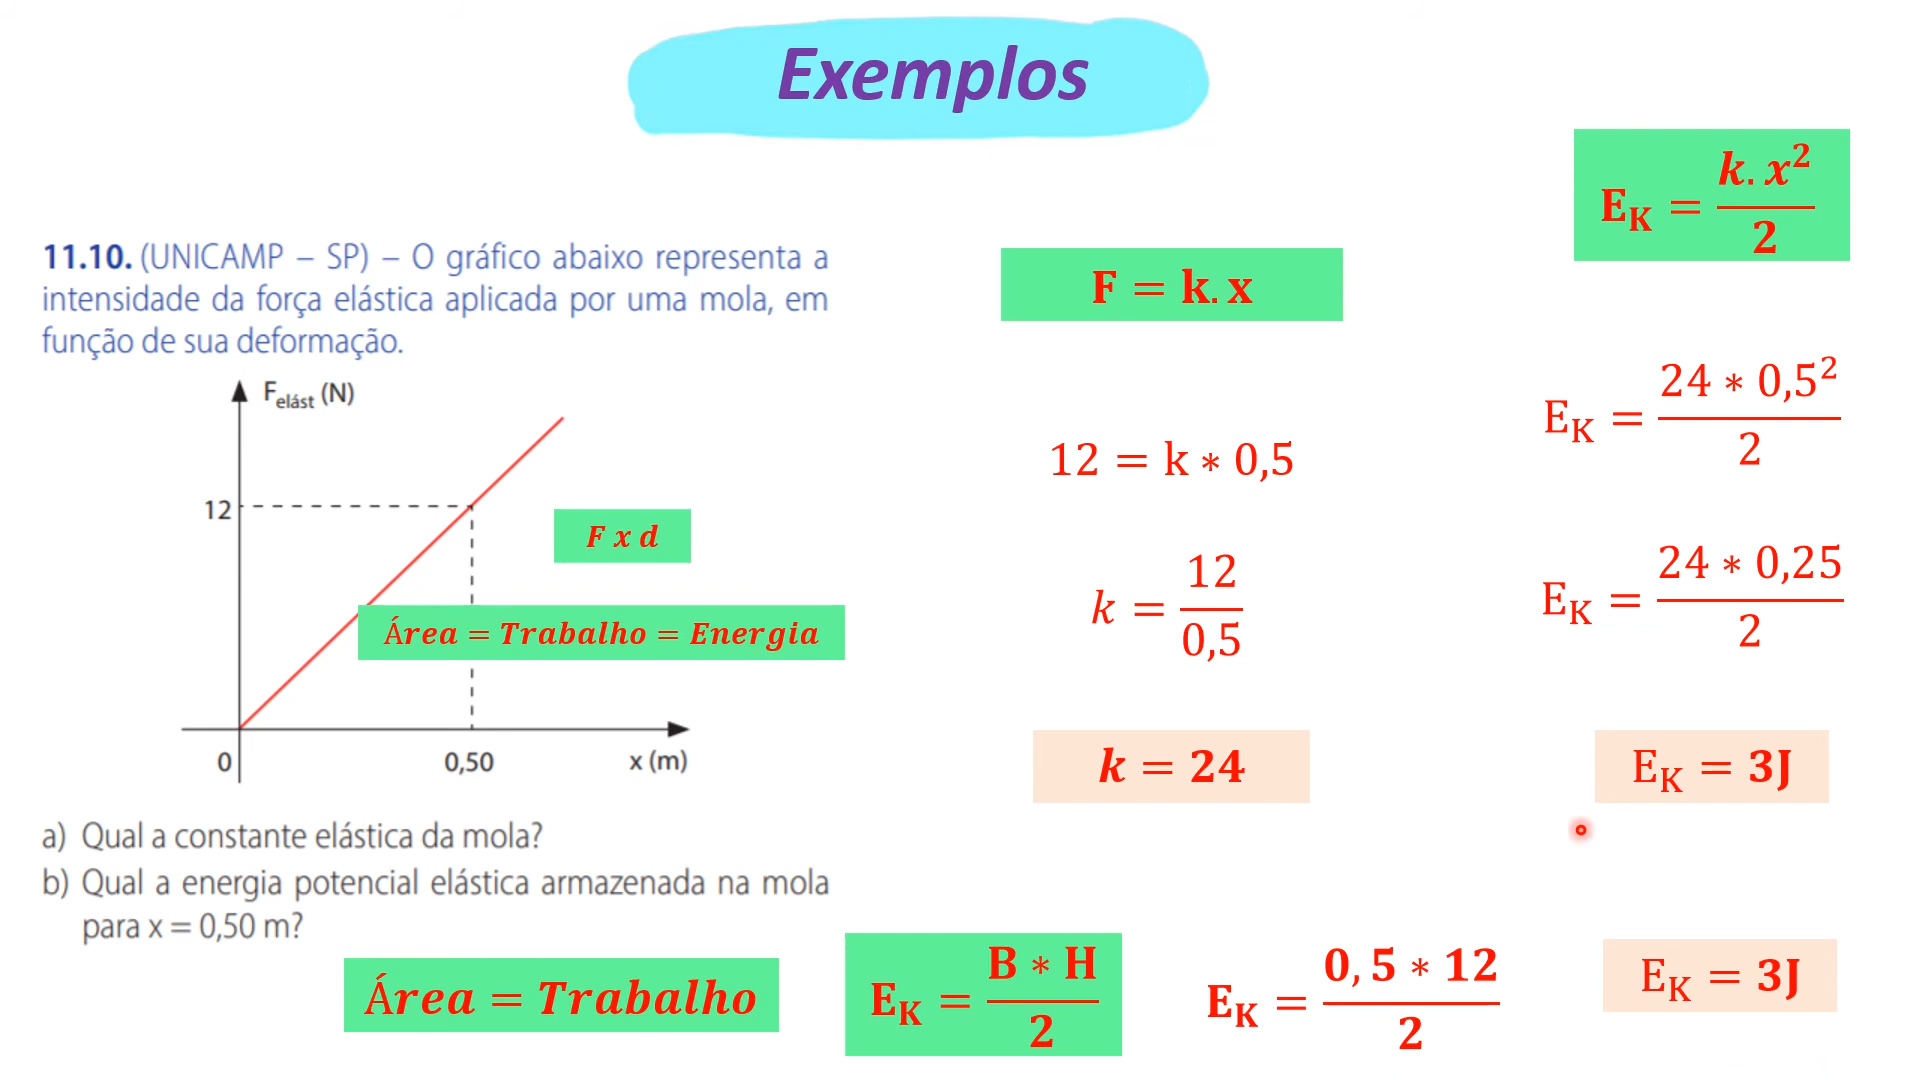 Exemplos
11.10. (UNICAMP – SP) – O gráfico abaixo representa a
intensidade da força elástica aplicada por uma mola, em
função de sua deformação.
F_elást (N)
12
F x d
Área = Trabalho = Energia
0
0,50
x (m)
a) Qual a constante elástica da mola?
b) Qual a energia potencial elástica armazenada na mola
para x = 0,50 m?
F = k.x
12 = k * 0,5
k = 12/0,5
k = 24
E_K = k.x²/2
E_K = 24 * 0,5²/2
E_K = 24 * 0,25/2
E_K = 3J
Área = Trabalho
E_K = B * H/2
E_K = 0,5 * 12/2
E_K = 3J